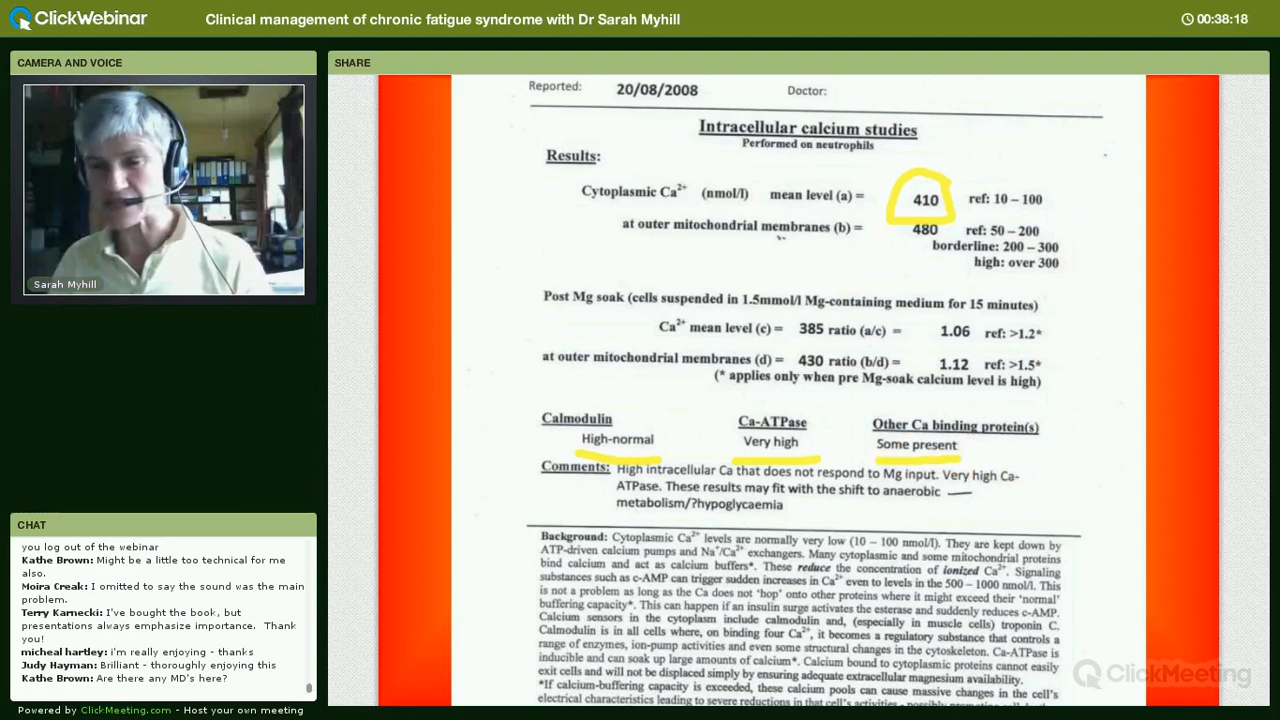 ClickWebinar
Clinical management of chronic fatigue syndrome with Dr Sarah Myhill
00:38:18
CAMERA AND VOICE
Sarah Myhill
SHARE
Reported: 20/08/2008 Doctor:
Intracellular calcium studies
Performed on neutrophils
Results:
Cytoplasmic Ca2+ (nmol/l) mean level (a) = 410 ref: 10 – 100
at outer mitochondrial membranes (b) = 480 ref: 50 – 200
borderline: 200 – 300
high: over 300
Post Mg soak (cells suspended in 1.5mmol/l Mg-containing medium for 15 minutes)
Ca2+ mean level (c) = 385 ratio (a/c) = 1.06 ref: >1.2*
at outer mitochondrial membranes (d) = 430 ratio (b/d) = 1.12 ref: >1.5*
(* applies only when pre Mg-soak calcium level is high)
Calmodulin Ca-ATPase Other Ca binding protein(s)
High-normal Very high Some present
Comments: High intracellular Ca that does not respond to Mg input. Very high Ca-
ATPase. These results may fit with the shift to anaerobic
metabolism/?hypoglycaemia
Background: Cytoplasmic Ca2+ levels are normally very low (10 – 100 nmol/l). They are kept down by
ATP-driven calcium pumps and Na+/Ca2+ exchangers. Many cytoplasmic and some mitochondrial proteins
bind calcium and act as calcium buffers*. These reduce the concentration of ionized Ca2+. Signaling
substances such as c-AMP can trigger sudden increases in Ca2+ even to levels in the 500 – 1000 nmol/l. This
is not a problem as long as the Ca does not 'hop' onto other proteins where it might exceed their 'normal'
buffering capacity*. This can happen if an insulin surge activates the esterase and suddenly reduces c-AMP.
Calcium sensors in the cytoplasm include calmodulin and, (especially in muscle cells) troponin C.
Calmodulin is in all cells where, on binding four Ca2+, it becomes a regulatory substance that controls a
range of enzymes, ion-pump activities and even some structural changes in the cytoskeleton. Ca-ATPase is
inducible and can soak up large amounts of calcium*. Calcium bound to cytoplasmic proteins cannot easily
exit cells and will not be displaced simply by ensuring adequate extracellular magnesium availability.
*If calcium-buffering capacity is exceeded, these calcium pools can cause massive changes in the cell's
electrical characteristics leading to severe reductions in that cell's activities - possibly
ClickMeeting
CHAT
you log out of the webinar
Kathe Brown: Might be a little too technical for me
also.
Moira Creak: I omitted to say the sound was the main
problem.
Terry Karnecki: I've bought the book, but
presentations always emphasize importance. Thank
you!
micheal hartley: i'm really enjoying - thanks
Judy Hayman: Brilliant - thoroughly enjoying this
Kathe Brown: Are there any MD's here?
Powered by ClickMeeting.com - Host your own meeting